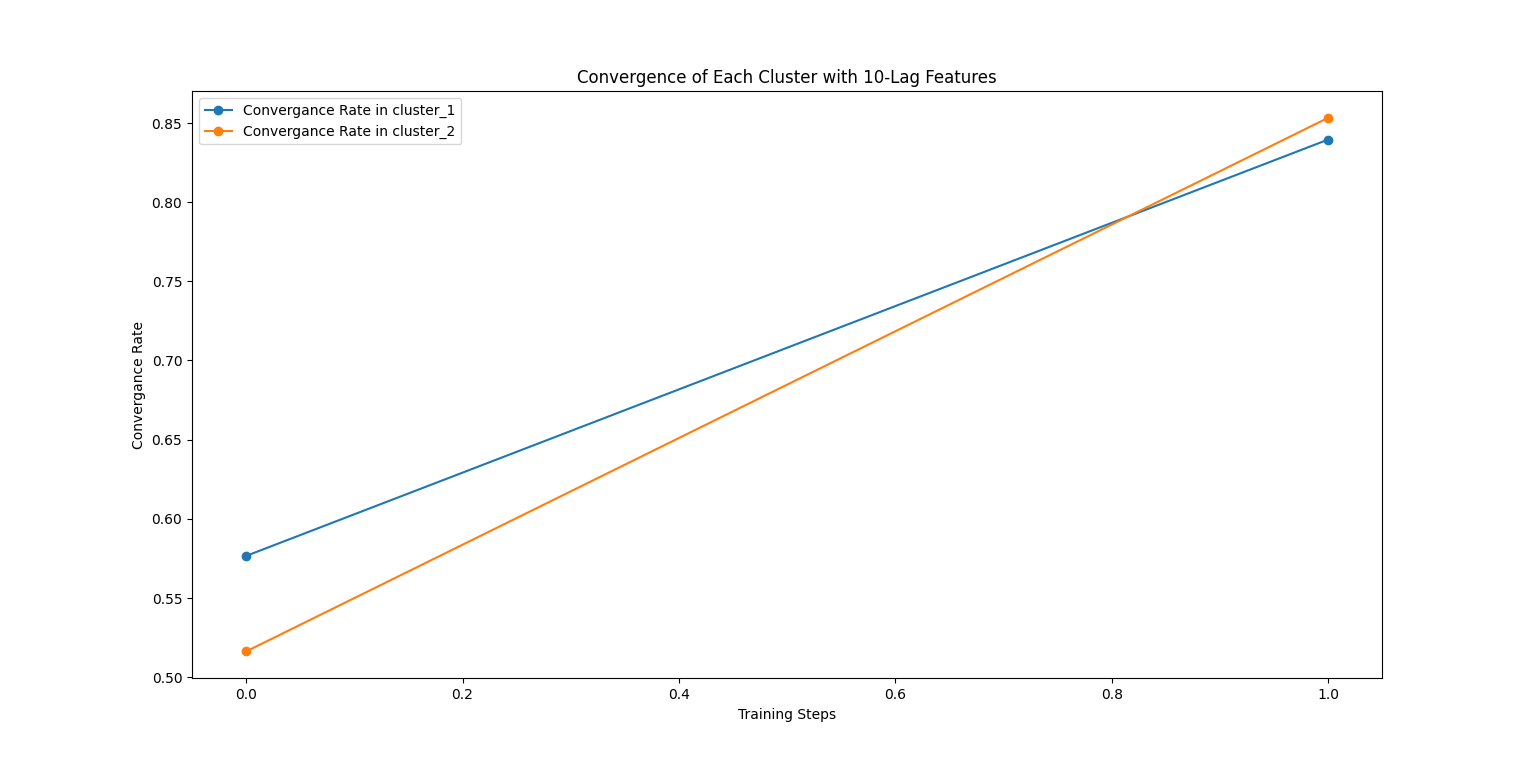 Convergence of Each Cluster with 10-Lag Features
Convergance Rate in cluster_1
Convergance Rate in cluster_2
Convergance Rate
0.85
0.80
0.75
0.70
0.65
0.60
0.55
0.50
0.0
0.2
0.4
0.6
0.8
1.0
Training Steps